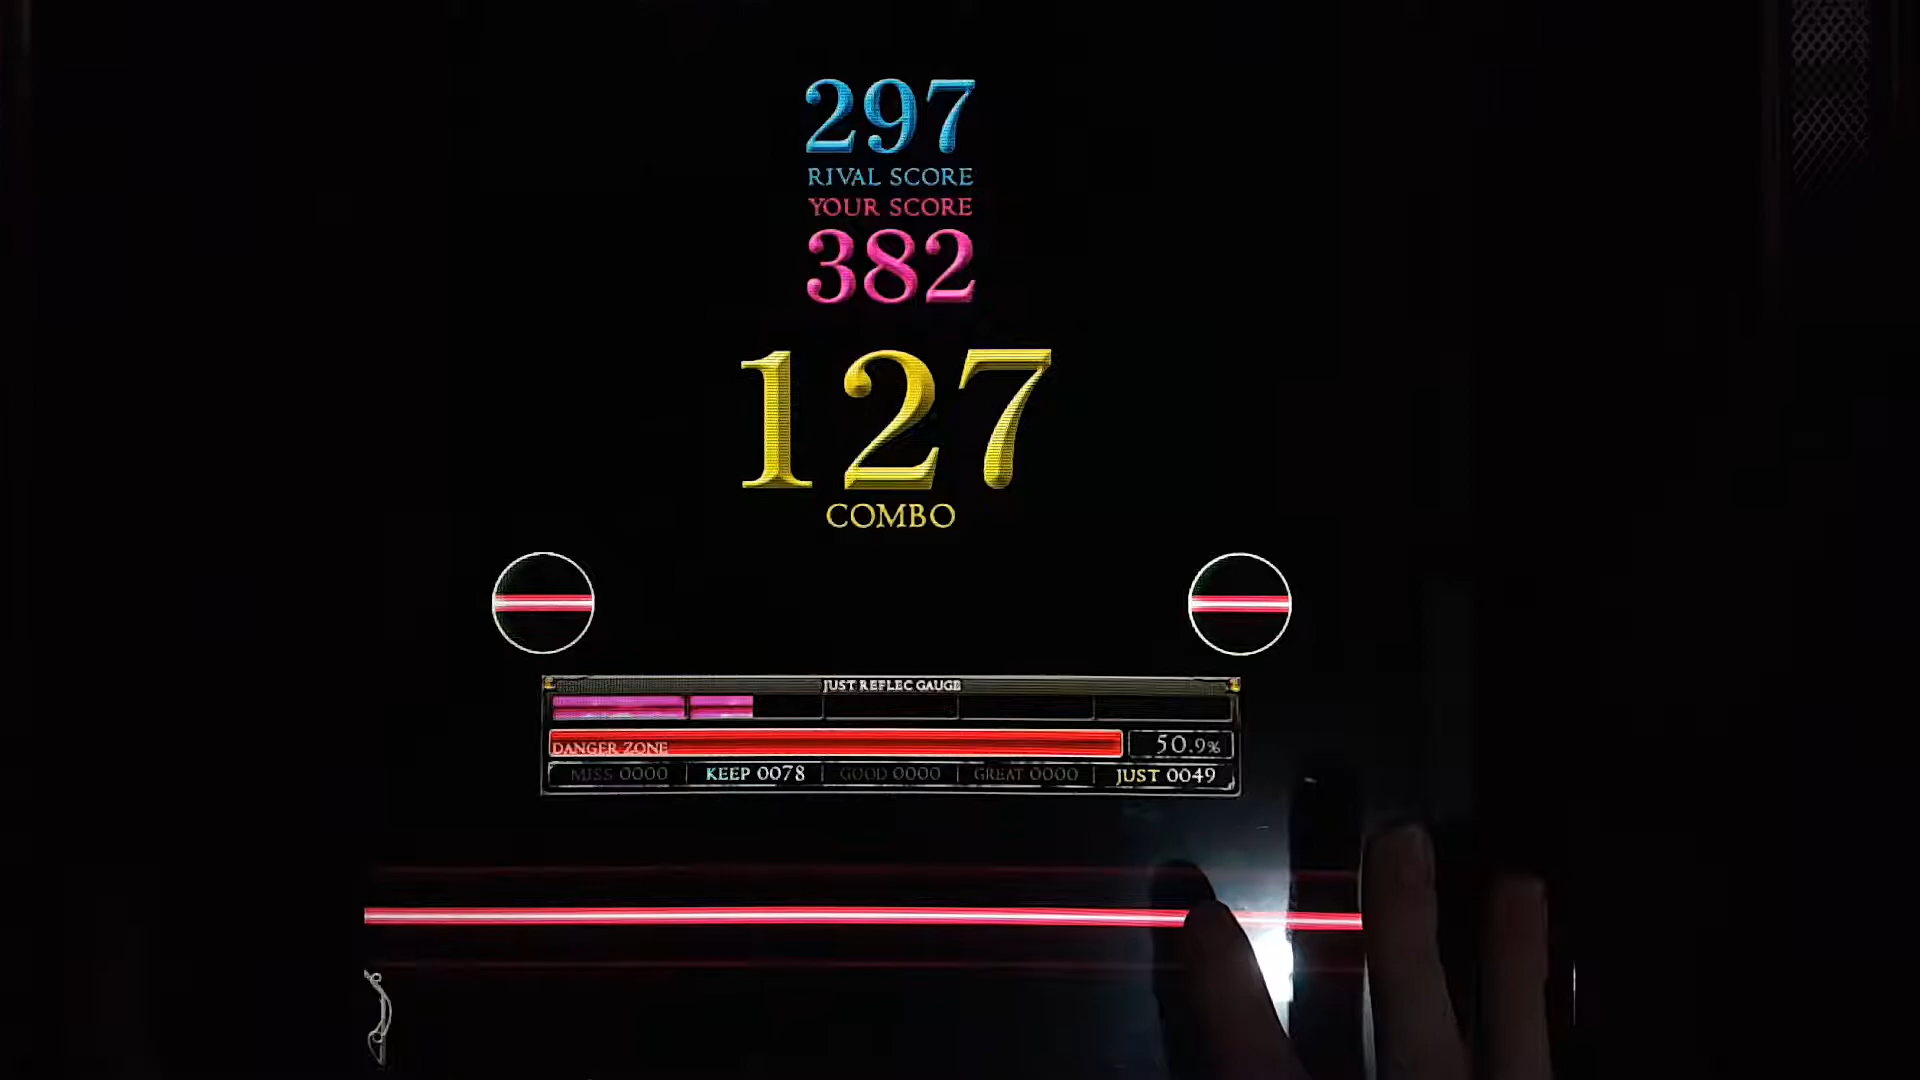 297
RIVAL SCORE
YOUR SCORE
382
127
COMBO
JUST REFLEC GAUGE
DANGER ZONE 50.9%
MISS 0000 KEEP 0078 GOOD 0000 GREAT 0000 JUST 0049